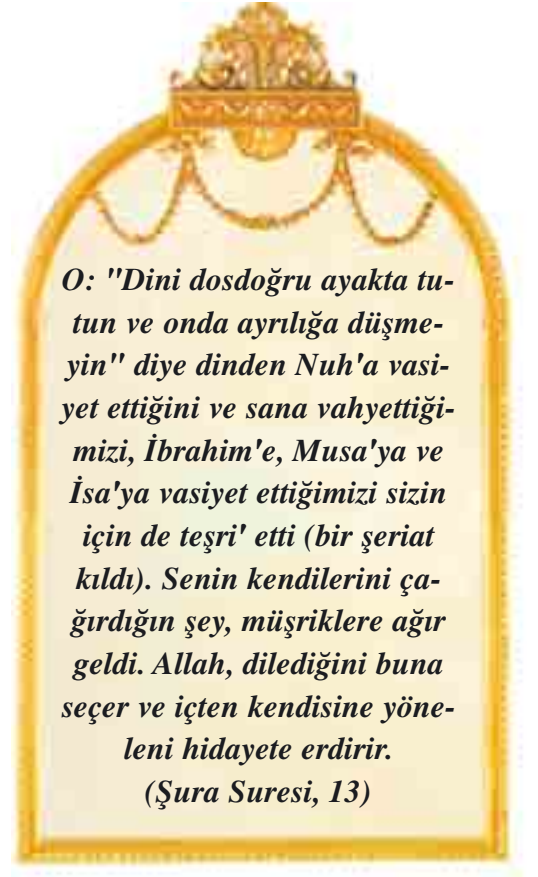 O: "Dini dosdoğru ayakta tu-
tun ve onda ayrılığa düşme-
yin" diye dinden Nuh'a vasi-
yet ettiğini ve sana vahyettiği-
mizi, İbrahim'e, Musa'ya ve
İsa'ya vasiyet ettiğimizi sizin
için de teşri' etti (bir şeriat
kıldı). Senin kendilerini ça-
ğırdığın şey, müşriklere ağır
geldi. Allah, dilediğini buna
seçer ve içten kendisine yöne-
leni hidayete erdirir.
(Şura Suresi, 13)